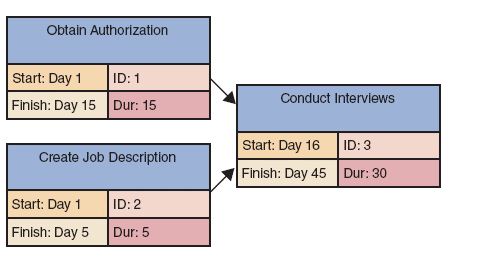 Obtain Authorization
Start: Day 1 ID: 1
Finish: Day 15 Dur: 15
Create Job Description
Start: Day 1 ID: 2
Finish: Day 5 Dur: 5
Conduct Interviews
Start: Day 16 ID: 3
Finish: Day 45 Dur: 30